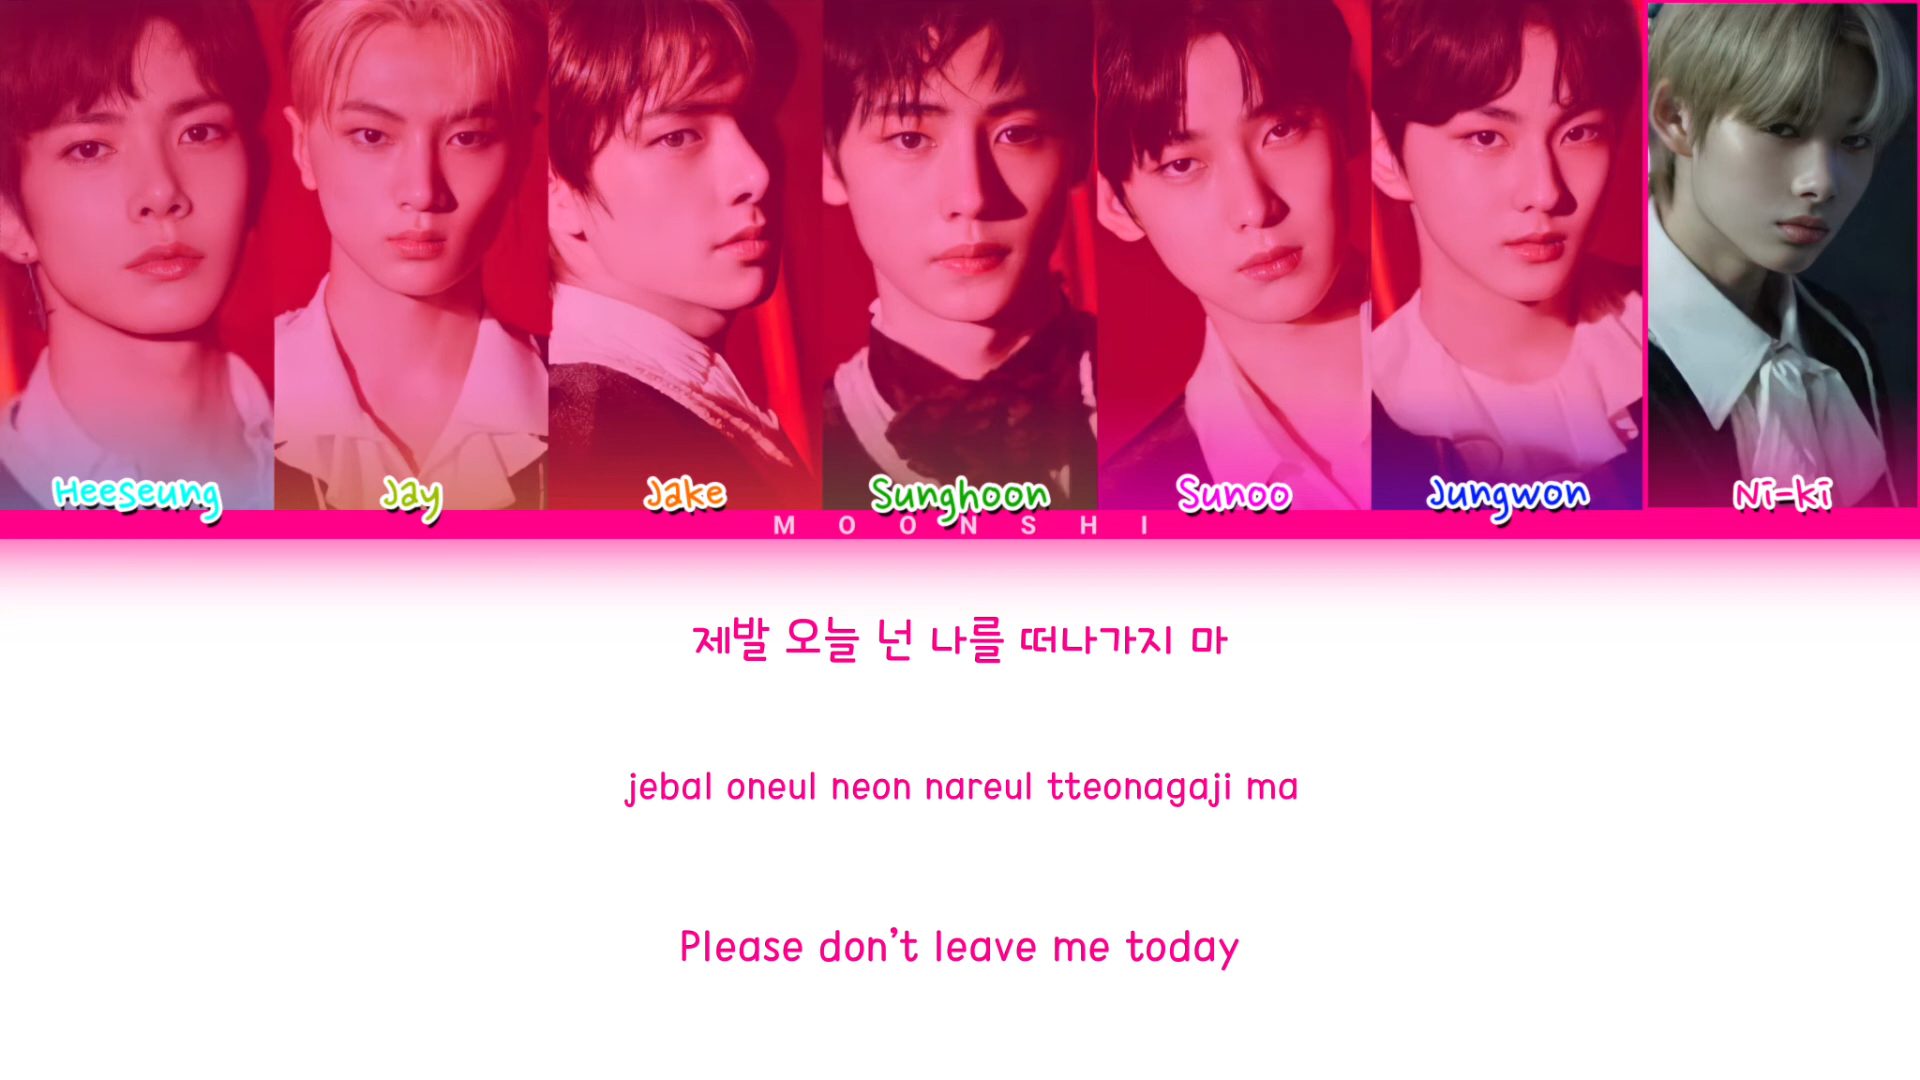 Heeseung Jay Jake Sunghoon Sunoo Jungwon Ni-ki
MOONSHI
제발 오늘 넌 나를 떠나가지 마
jebal oneul neon nareul tteonagaji ma
Please don't leave me today